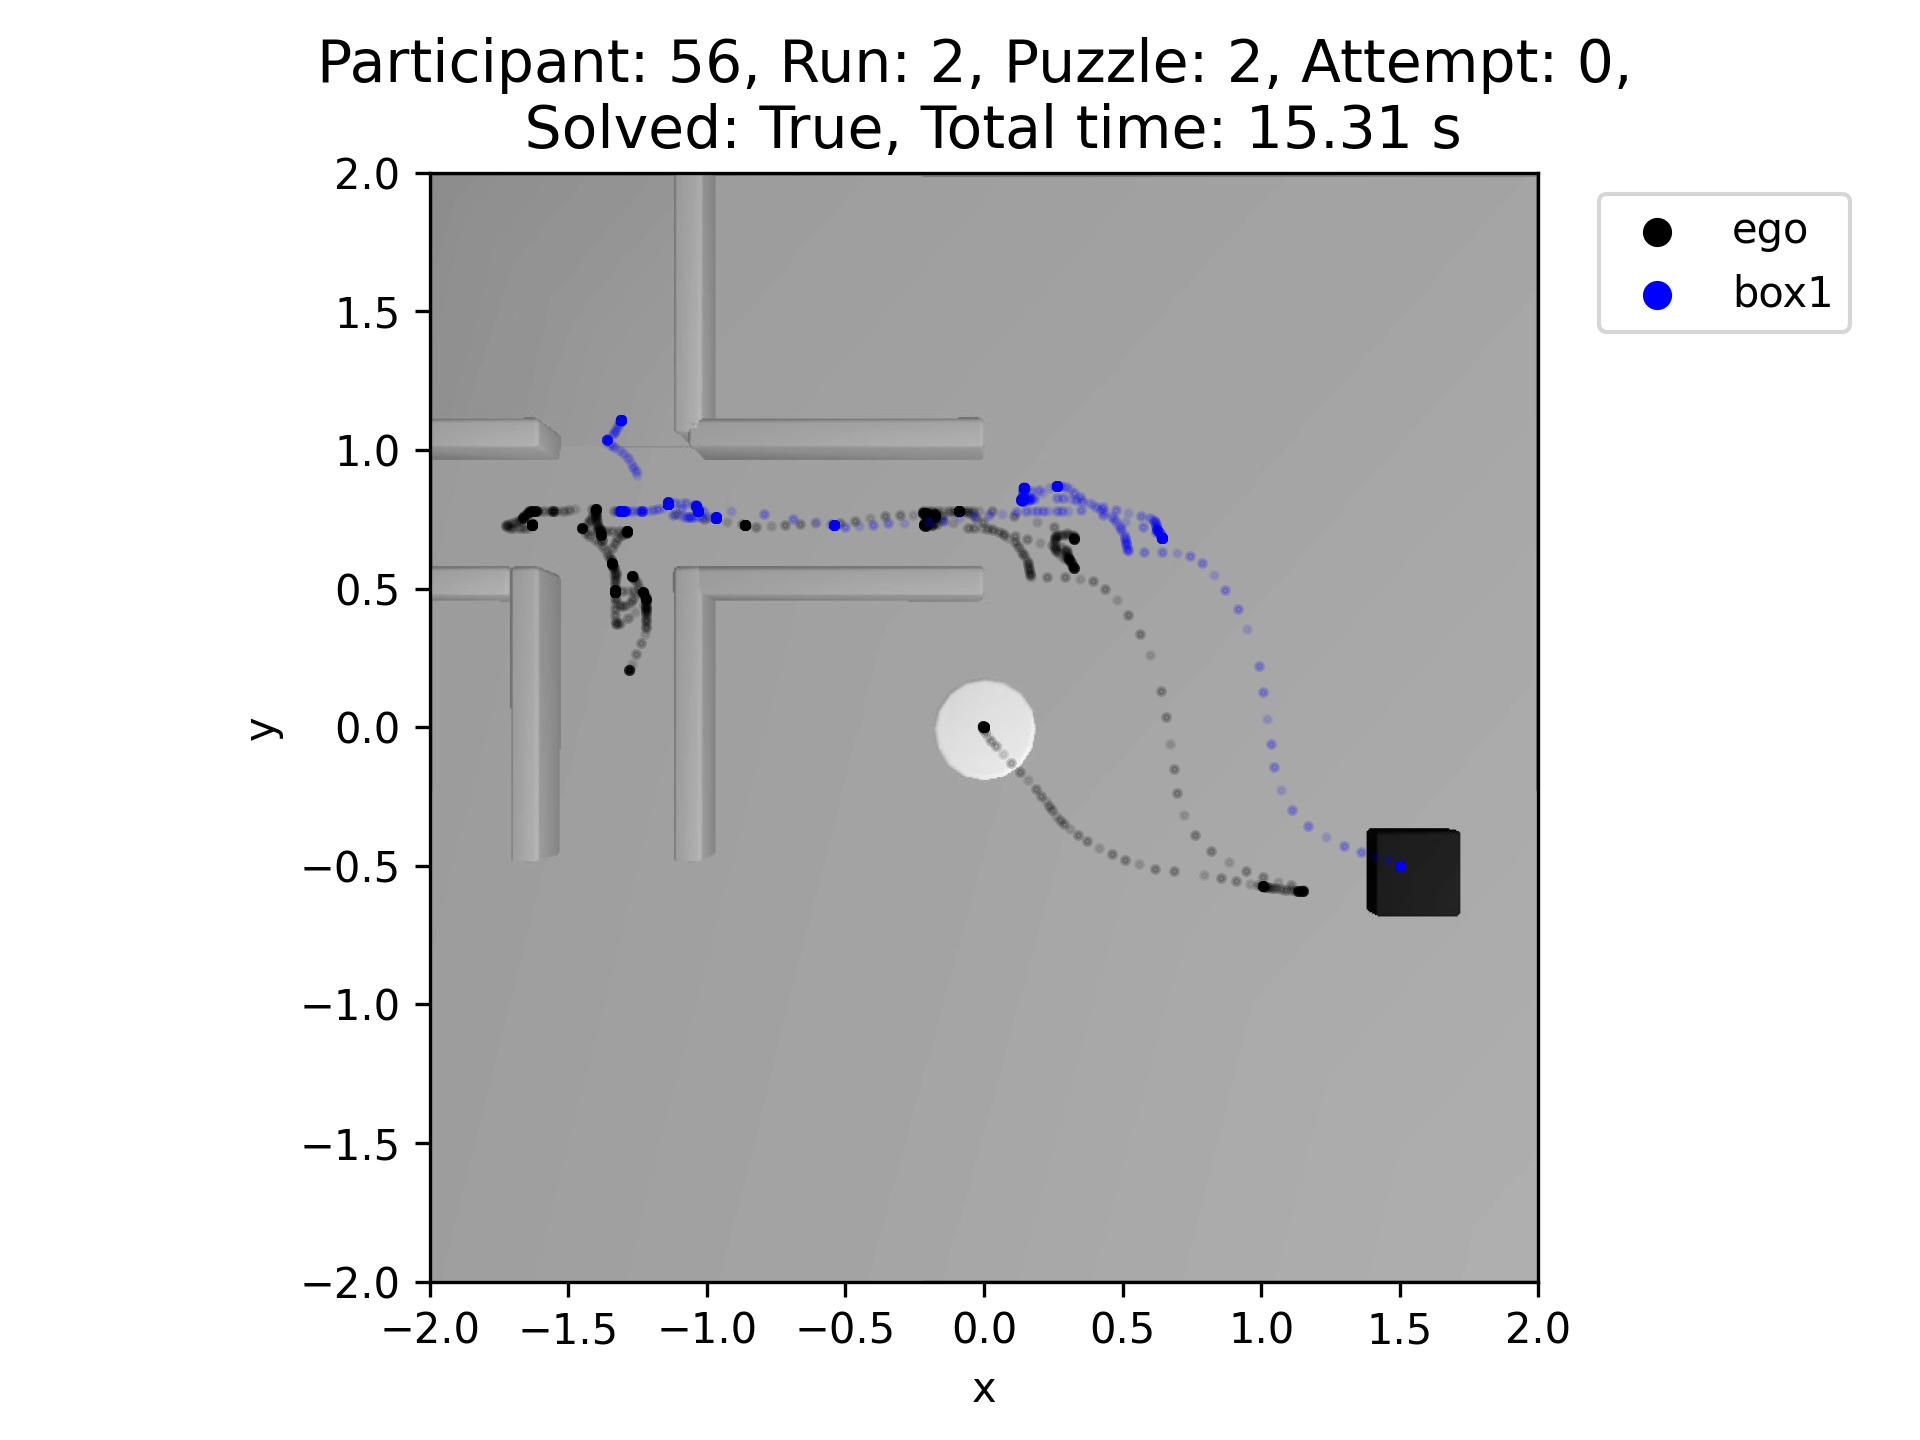 Participant: 56, Run: 2, Puzzle: 2, Attempt: 0,
Solved: True, Total time: 15.31 s
ego
box1
2.0
1.5
1.0
0.5
0.0
−0.5
−1.0
−1.5
−2.0
y
−2.0 −1.5 −1.0 −0.5 0.0 0.5 1.0 1.5 2.0
x